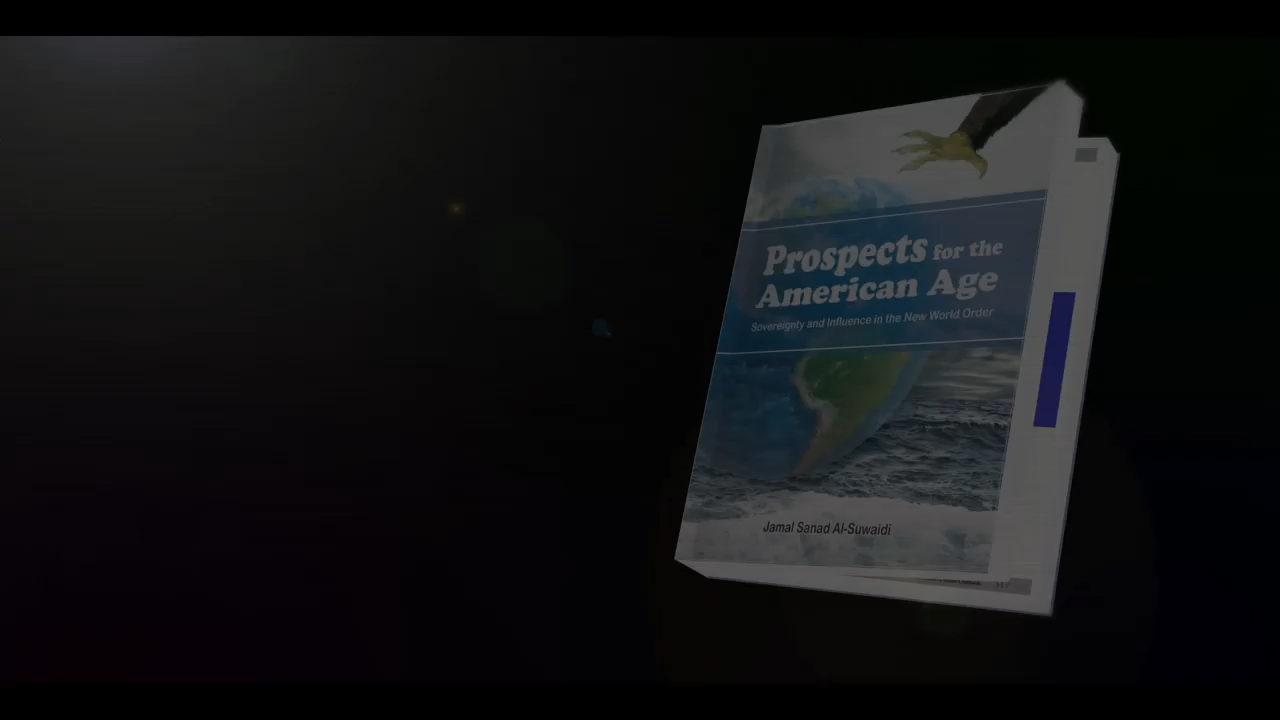 Prospects for the
American Age
Sovereignty and Influence in the New World Order
Jamal Sanad Al-Suwaidi